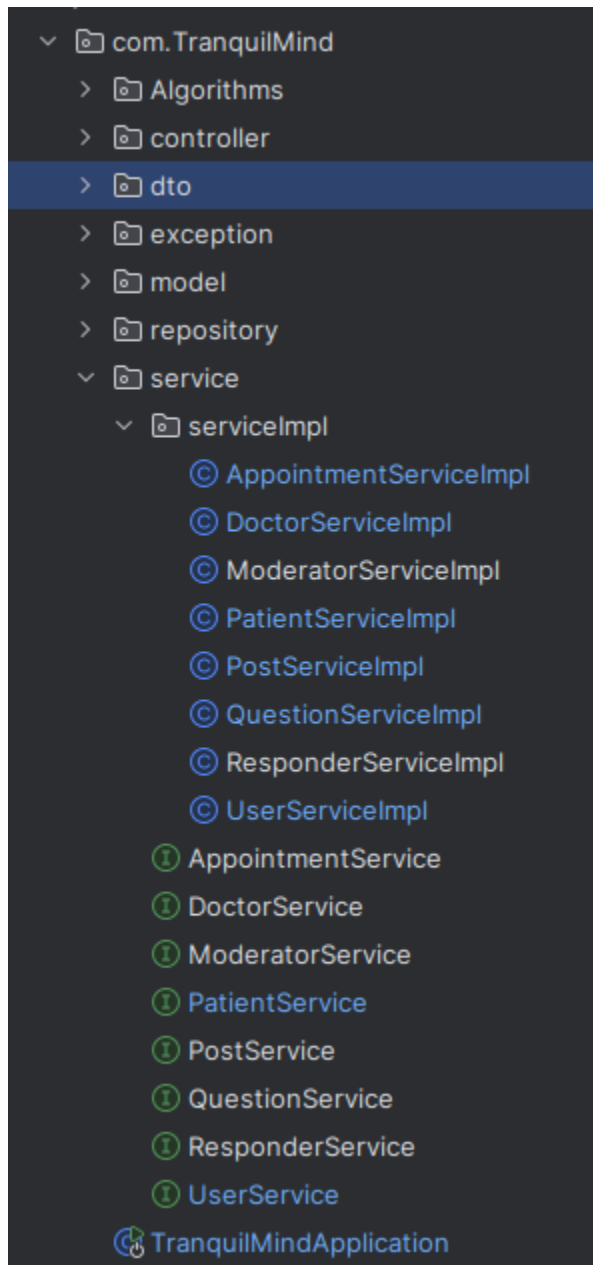 com.TranquilMind
Algorithms
controller
dto
exception
model
repository
service
serviceImpl
AppointmentServiceImpl
DoctorServiceImpl
ModeratorServiceImpl
PatientServiceImpl
PostServiceImpl
QuestionServiceImpl
ResponderServiceImpl
UserServiceImpl
AppointmentService
DoctorService
ModeratorService
PatientService
PostService
QuestionService
ResponderService
UserService
TranquilMindApplication